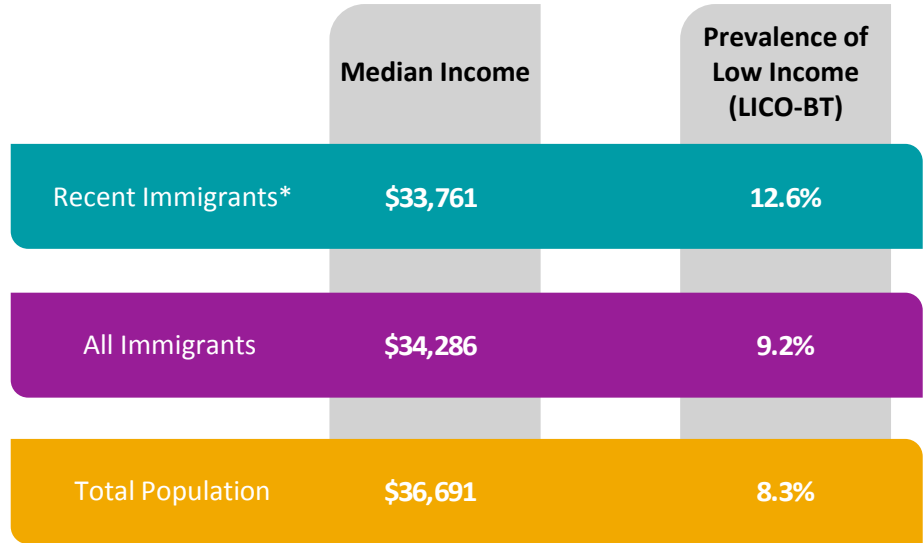 Median Income
Prevalence of
Low Income
(LICO-BT)
Recent Immigrants* $33,761 12.6%
All Immigrants $34,286 9.2%
Total Population $36,691 8.3%